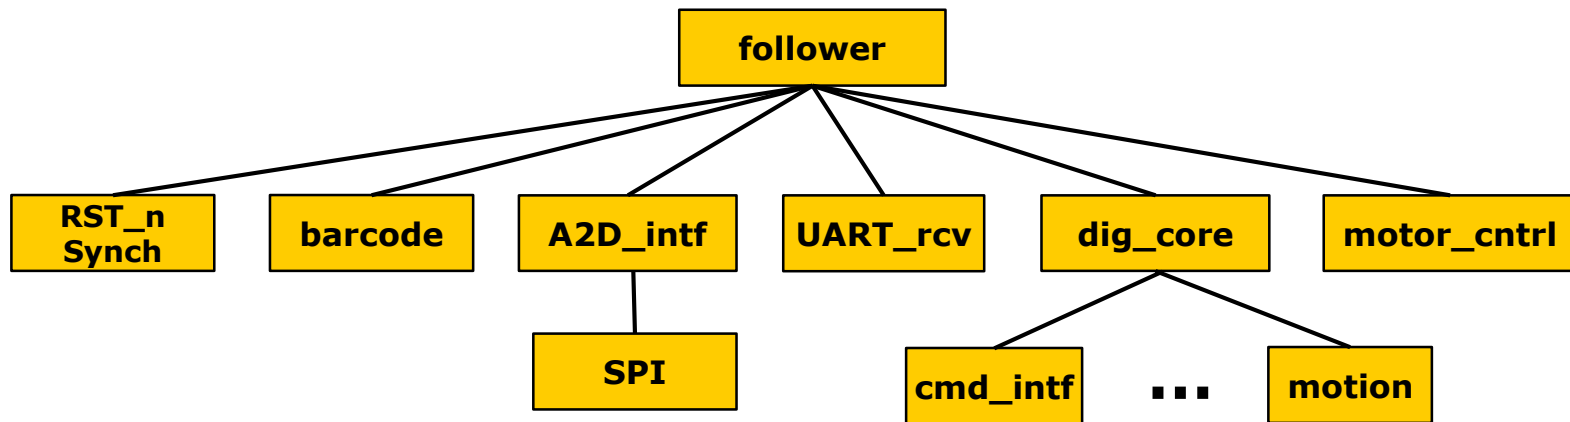 follower
RST_n
Synch
barcode
A2D_intf
UART_rcv
dig_core
motor_cntrl
SPI
cmd_intf
...
motion